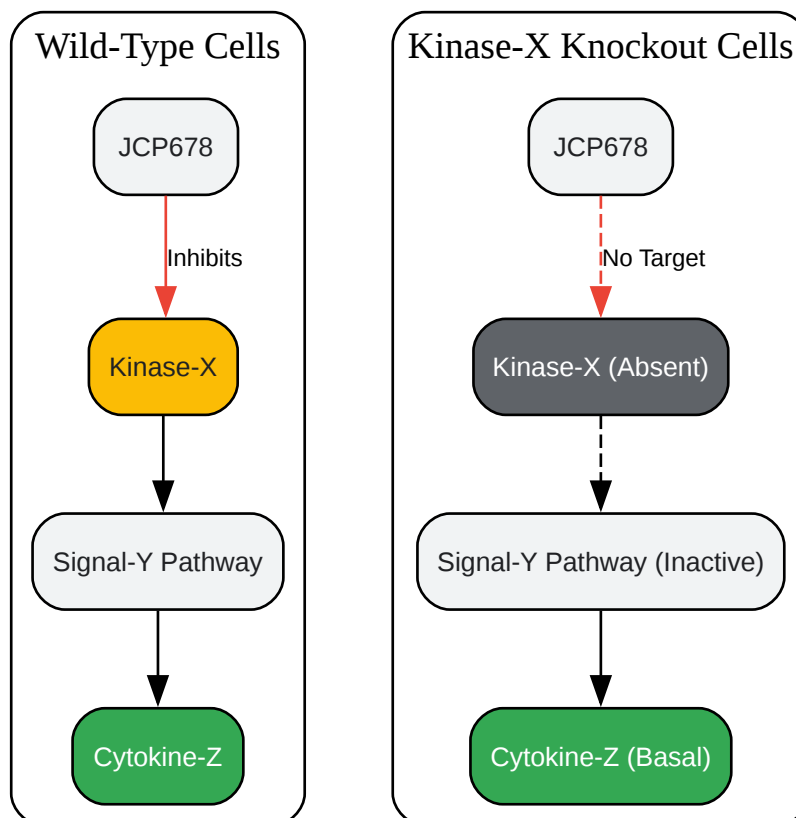 Wild-Type Cells
JCP678
Inhibits
Kinase-X
Signal-Y Pathway
Cytokine-Z
Kinase-X Knockout Cells
JCP678
No Target
Kinase-X (Absent)
Signal-Y Pathway (Inactive)
Cytokine-Z (Basal)